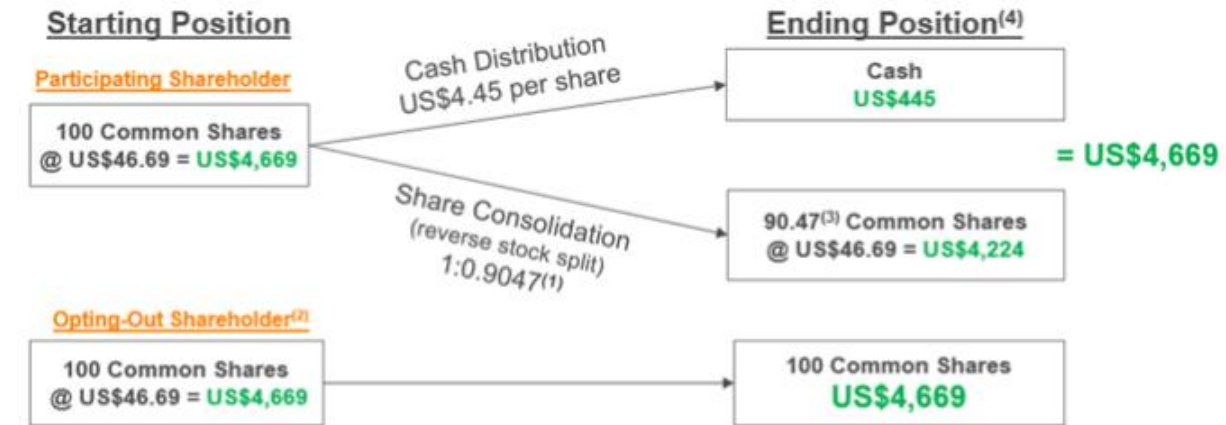 Starting Position
Ending Position(4)
Participating Shareholder
100 Common Shares
@ US$46.69 = US$4,669
Cash Distribution
US$4.45 per share
Share Consolidation
(reverse stock split)
1:0.9047(1)
Cash
US$445
= US$4,669
90.47(3) Common Shares
@ US$46.69 = US$4,224
Opting-Out Shareholder(2)
100 Common Shares
@ US$46.69 = US$4,669
100 Common Shares
US$4,669